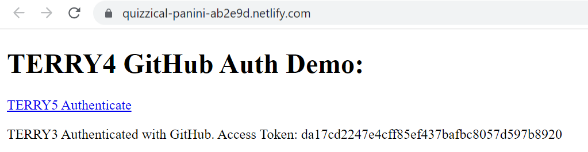 quizzical-panini-ab2e9d.netlify.com
TERRY4 GitHub Auth Demo:
TERRY5 Authenticate
TERRY3 Authenticated with GitHub. Access Token: da17cd2247e4cff85ef437bafbc8057d597b8920